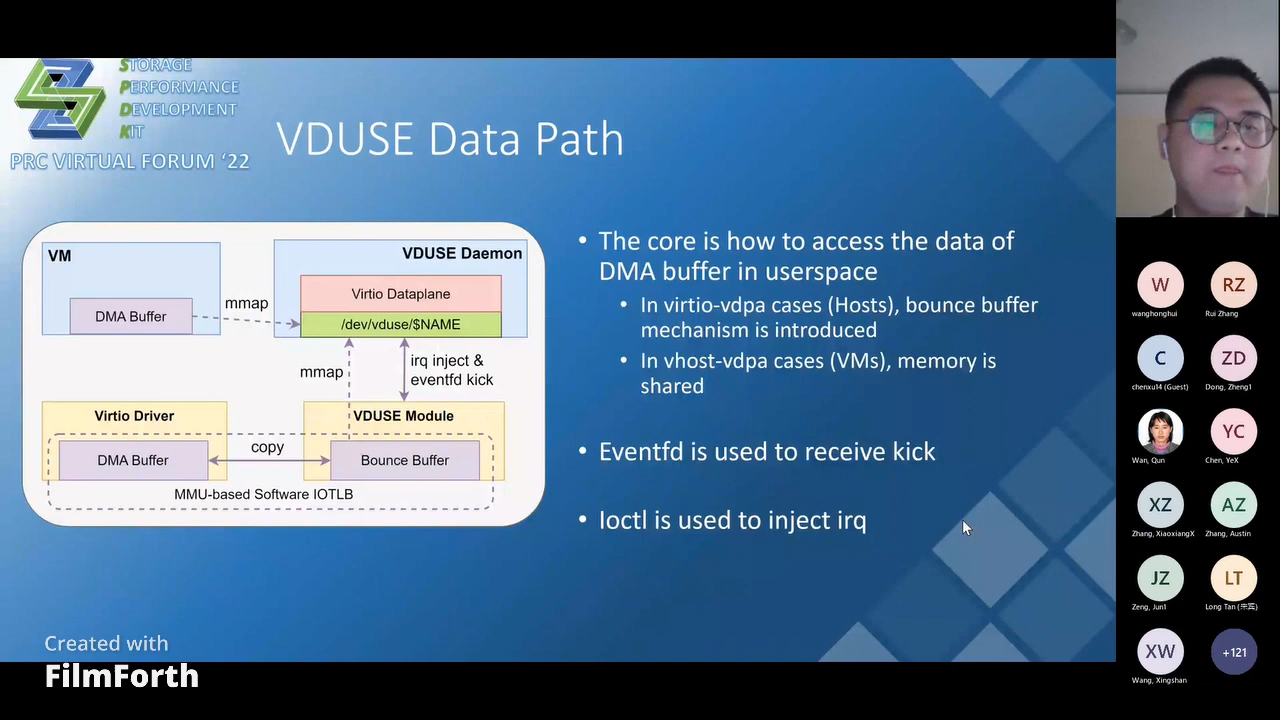 STORAGE
PERFORMANCE
DEVELOPMENT
KIT
PRC VIRTUAL FORUM ‘22
VDUSE Data Path
VM
DMA Buffer
mmap
VDUSE Daemon
Virtio Dataplane
/dev/vduse/$NAME
mmap
irq inject &
eventfd kick
Virtio Driver
DMA Buffer
copy
VDUSE Module
Bounce Buffer
MMU-based Software IOTLB
• The core is how to access the data of
DMA buffer in userspace
• In virtio-vdpa cases (Hosts), bounce buffer
mechanism is introduced
• In vhost-vdpa cases (VMs), memory is
shared
• Eventfd is used to receive kick
• Ioctl is used to inject irq
Created with
FilmForth
W
wanghonghui
RZ
Rui Zhang
C
chenxu14 (Guest)
ZD
Dong, Zheng1
Wan, Qun
YC
Chen, YeX
XZ
Zhang, XiaoxiangX
AZ
Zhang, Austin
JZ
Zeng, Jun1
LT
Long Tan (宋宾)
XW
Wang, Xingshan
+121